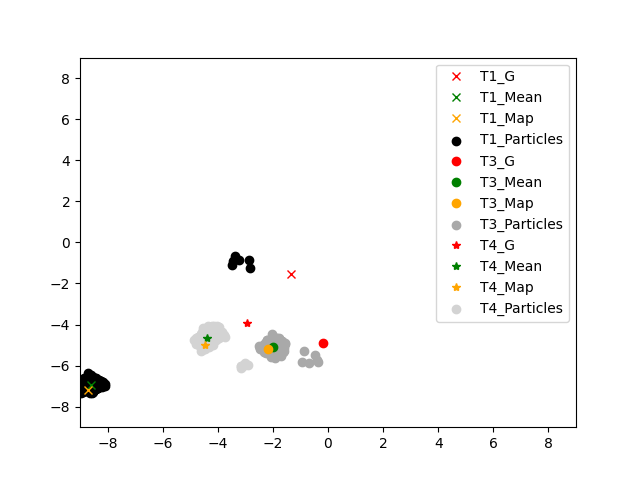 8
6
4
2
0
−2
−4
−6
−8
−8 −6 −4 −2 0 2 4 6 8
T1_G
T1_Mean
T1_Map
T1_Particles
T3_G
T3_Mean
T3_Map
T3_Particles
T4_G
T4_Mean
T4_Map
T4_Particles